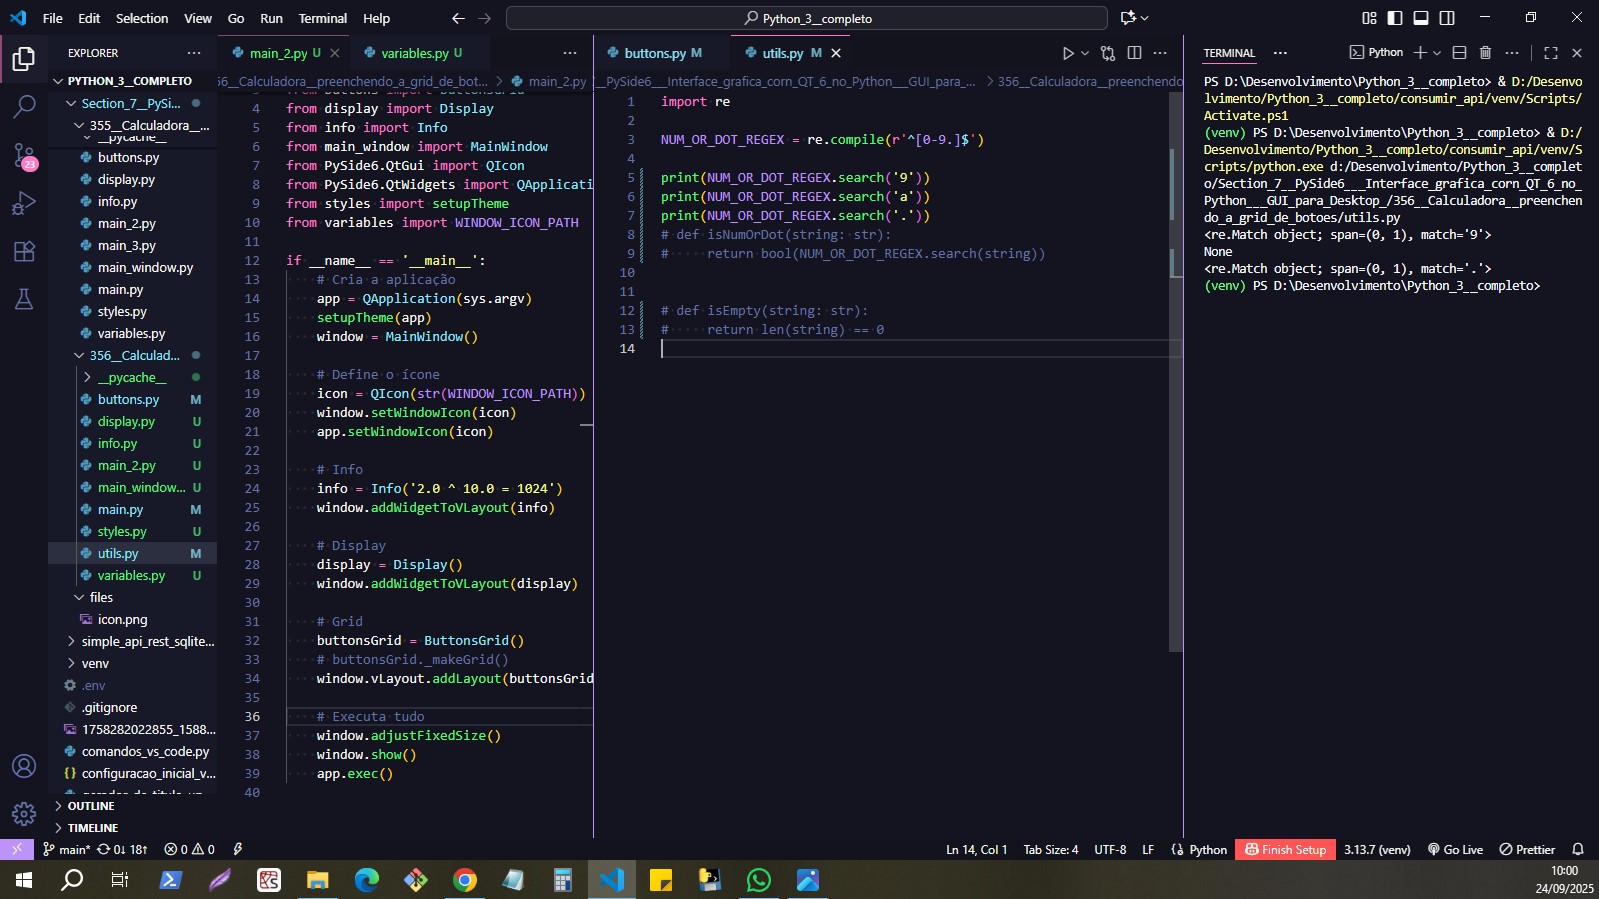 File Edit Selection View Go Run Terminal Help
Python_3__completo
EXPLORER
PYTHON_3__COMPLETO
Section_7__PySi...
355__Calculadora__...
__pycache__
buttons.py
display.py
info.py
main_2.py
main_3.py
main_window.py
main.py
styles.py
variables.py
356__Calculad...
__pycache__
buttons.py M
display.py U
info.py U
main_2.py U
main_window... U
main.py M
styles.py U
utils.py M
variables.py U
files
icon.png
simple_api_rest_sqlite...
venv
.env
.gitignore
1758282022855_1588...
comandos_vs_code.py
configuracao_inicial_v...
OUTLINE
TIMELINE
23
main_2.py U
variables.py U
56__Calculadora__preenchendo_a_grid_de_bot... > main_2.py
4 from display import Display
5 from info import Info
6 from main_window import MainWindow
7 from PySide6.QtGui import QIcon
8 from PySide6.QtWidgets import QApplicati
9 from styles import setupTheme
10 from variables import WINDOW_ICON_PATH
11
12 if __name__ == '__main__':
13 # Cria a aplicação
14 app = QApplication(sys.argv)
15 setupTheme(app)
16 window = MainWindow()
17
18 # Define o ícone
19 icon = QIcon(str(WINDOW_ICON_PATH))
20 window.setWindowIcon(icon)
21 app.setWindowIcon(icon)
22
23 # Info
24 info = Info('2.0 ^ 10.0 = 1024')
25 window.addWidgetToVLayout(info)
26
27 # Display
28 display = Display()
29 window.addWidgetToVLayout(display)
30
31 # Grid
32 buttonsGrid = ButtonsGrid()
33 # buttonsGrid._makeGrid()
34 window.vLayout.addLayout(buttonsGrid
35
36 # Executa tudo
37 window.adjustFixedSize()
38 window.show()
39 app.exec()
40
buttons.py M
utils.py M
_PySide6___Interface_grafica_corn_QT_6_no_Python___GUI_para_... > 356__Calculadora__preenchendo
1 import re
2
3 NUM_OR_DOT_REGEX = re.compile(r'^[0-9.]$')
4
5 print(NUM_OR_DOT_REGEX.search('9'))
6 print(NUM_OR_DOT_REGEX.search('a'))
7 print(NUM_OR_DOT_REGEX.search('.'))
8 # def isNumOrDot(string: str):
9 # return bool(NUM_OR_DOT_REGEX.search(string))
10
11
12 # def isEmpty(string: str):
13 # return len(string) == 0
14
TERMINAL
Python
PS D:\Desenvolvimento\Python_3__completo> & D:/Desenvo
lvimento/Python_3__completo/consumir_api/venv/Scripts/
Activate.ps1
(venv) PS D:\Desenvolvimento\Python_3__completo> & D:/
Desenvolvimento/Python_3__completo/consumir_api/venv/S
cripts/python.exe d:/Desenvolvimento/Python_3__complet
o/Section_7__PySide6___Interface_grafica_corn_QT_6_no_
Python___GUI_para_Desktop_/356__Calculadora__preenchen
do_a_grid_de_botoes/utils.py
<re.Match object; span=(0, 1), match='9'>
None
<re.Match object; span=(0, 1), match='.'>
(venv) PS D:\Desenvolvimento\Python_3__completo>
main* 0↓ 18↑ 0 0
Ln 14, Col 1 Tab Size: 4 UTF-8 LF Python Finish Setup 3.13.7 (venv) Go Live Prettier
10:00
24/09/2025